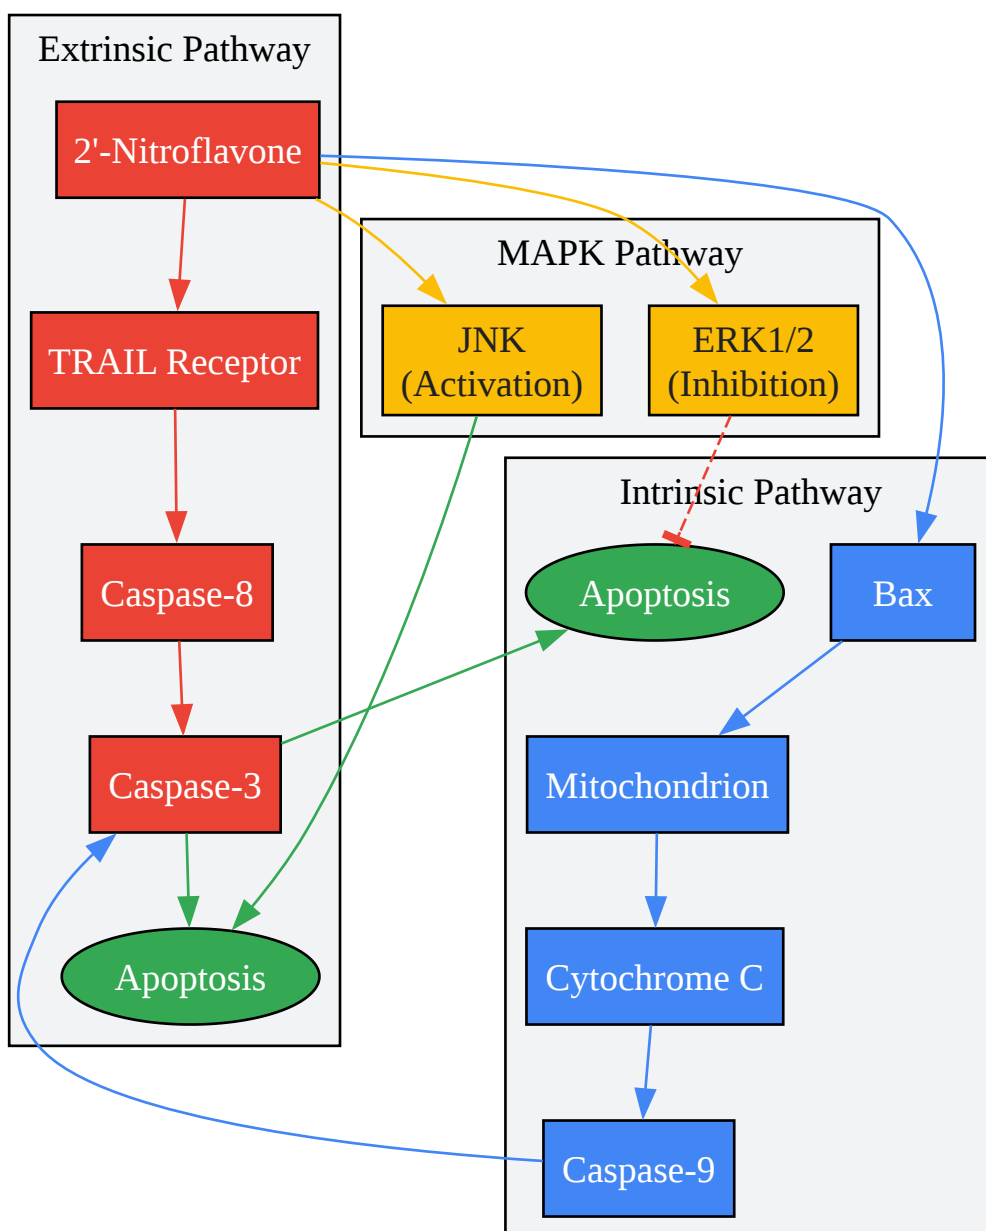 Extrinsic Pathway
2'-Nitroflavone
TRAIL Receptor
Caspase-8
Caspase-3
Apoptosis
MAPK Pathway
JNK
(Activation)
ERK1/2
(Inhibition)
Intrinsic Pathway
Apoptosis
Bax
Mitochondrion
Cytochrome C
Caspase-9